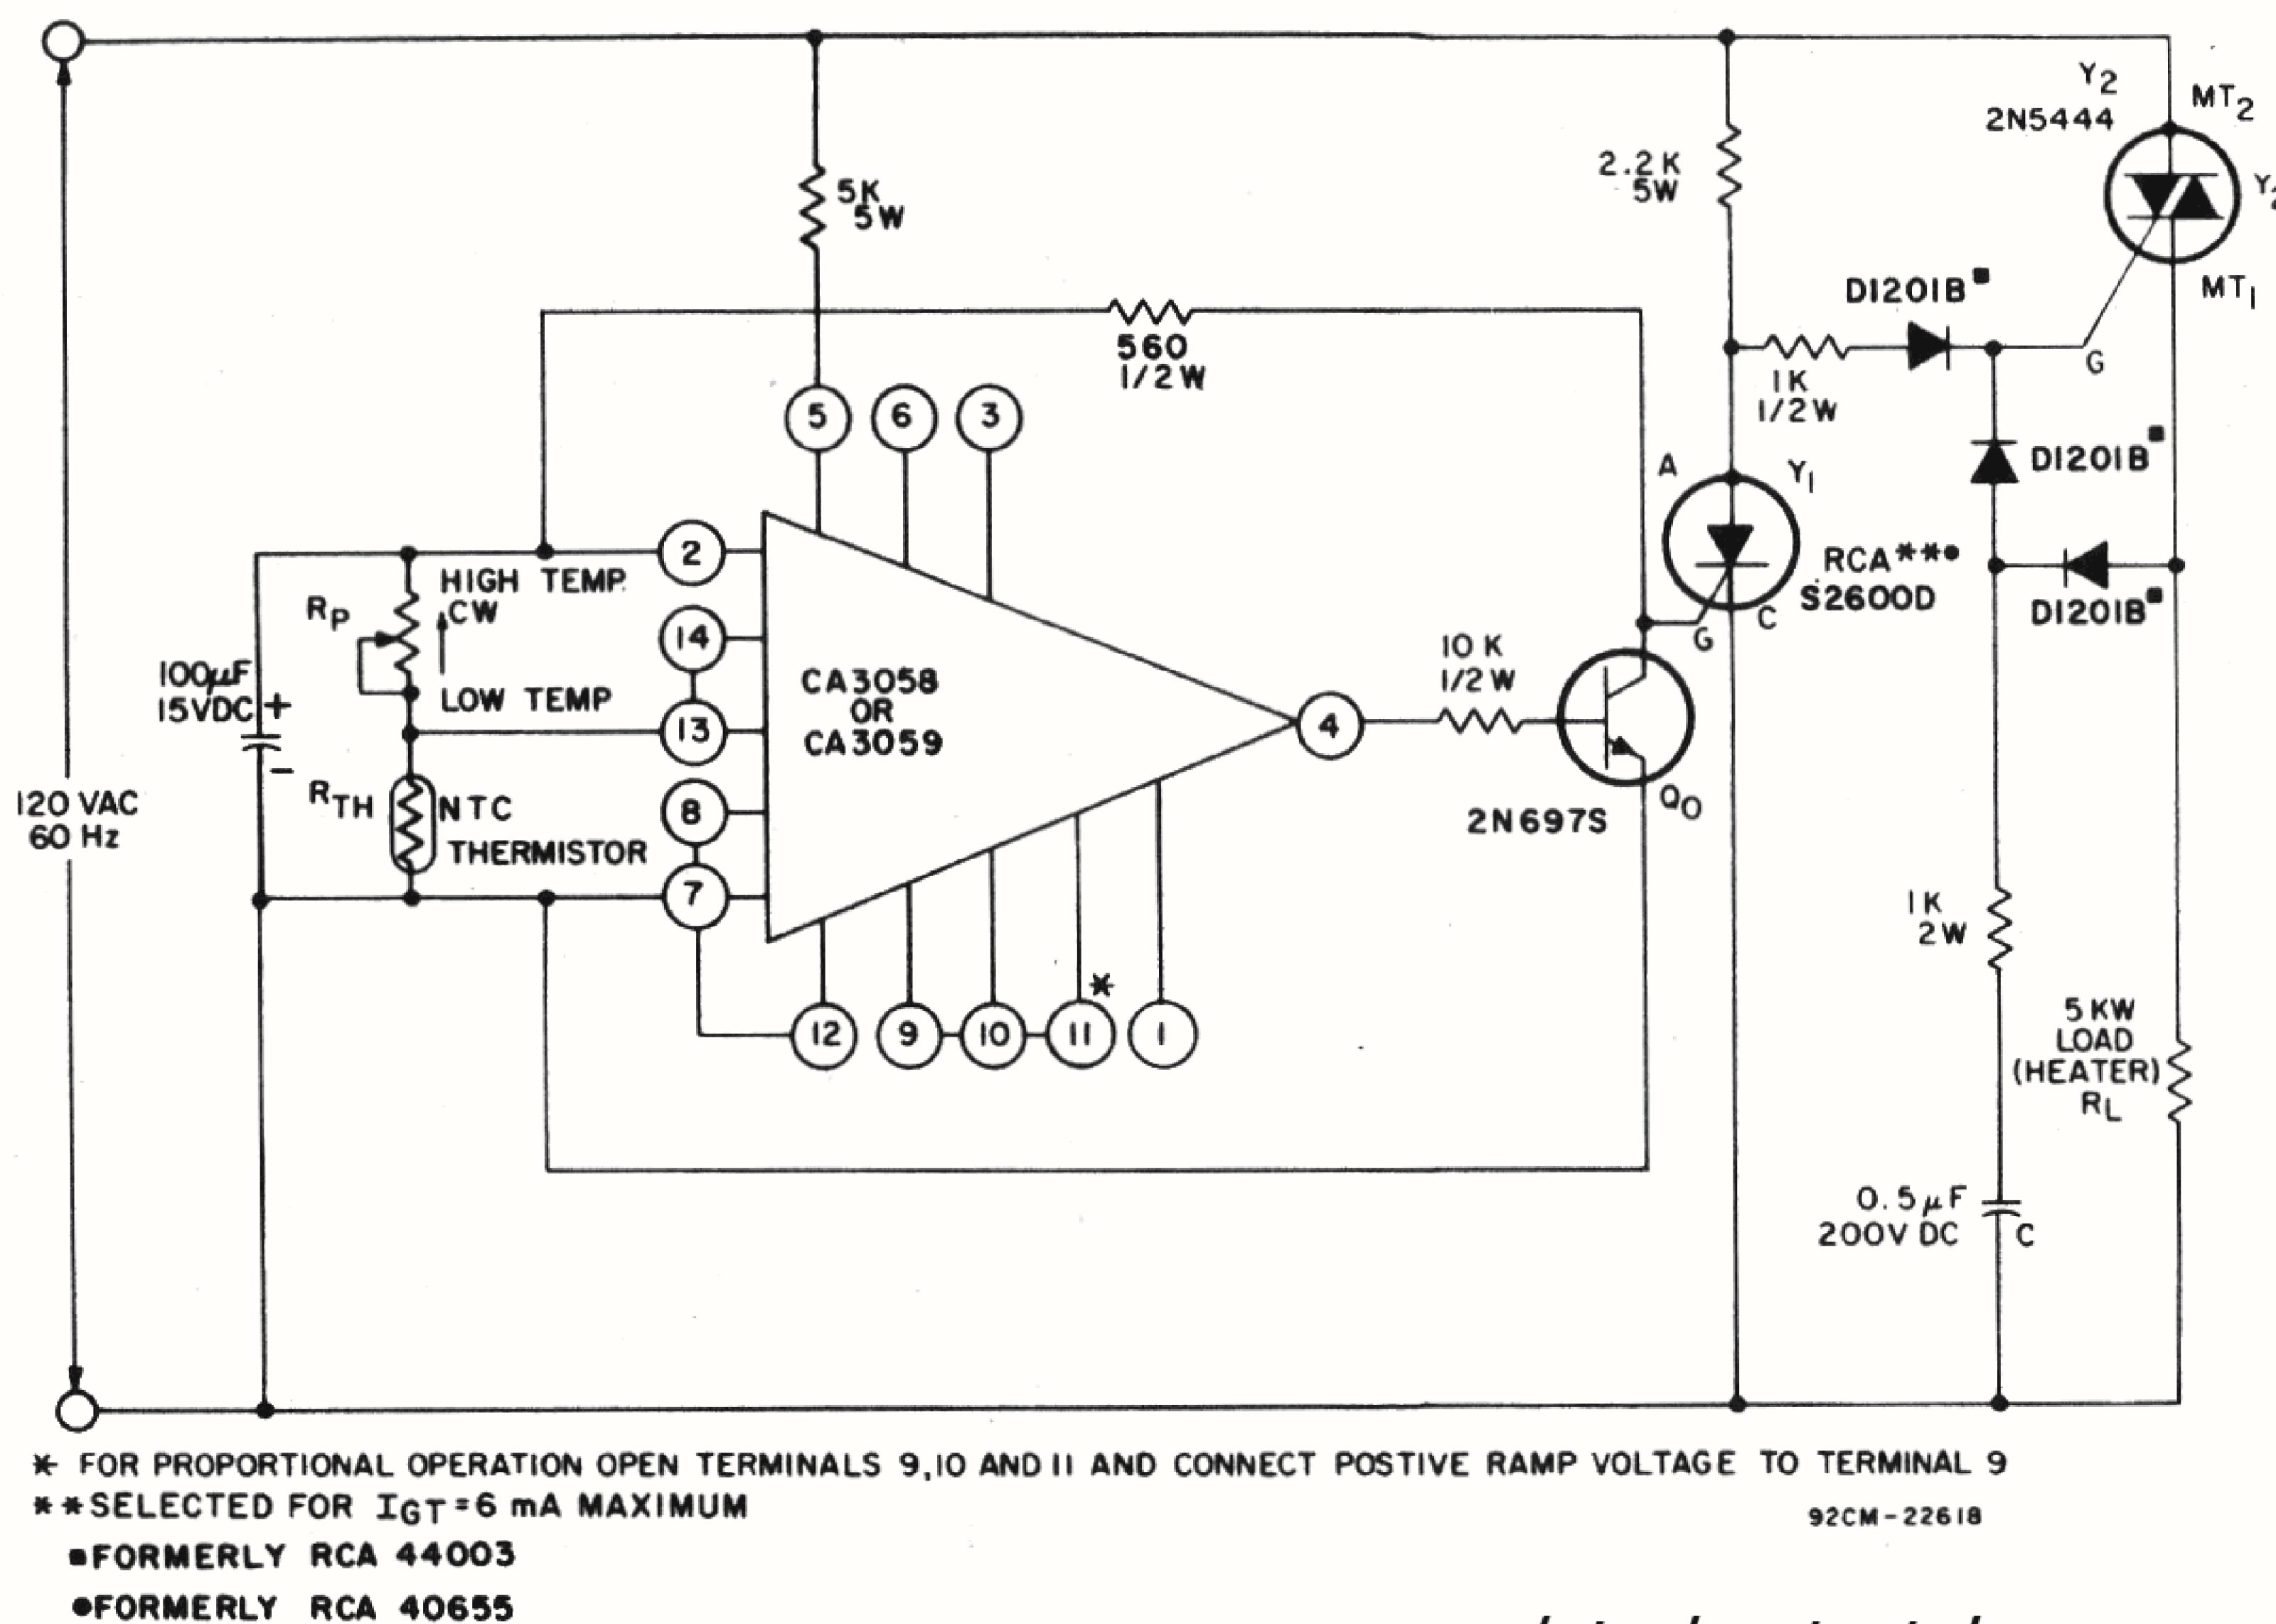 Y2
2N5444
MT2
2.2K
5W
5K
5W
D1201B■
MT1
560
1/2W
G
1K
1/2W
5
6
3
A
Y1
D1201B■
2
HIGH TEMP.
CW
RP
RCA**●
S2600D
D1201B■
C
G
14
10 K
1/2W
100µF
15VDC
+
LOW TEMP
CA3058
OR
CA3059
13
4
-
RTH
NTC
THERMISTOR
8
120 VAC
60 Hz
QO
2N697S
7
1K
2W
*
12
9
10
11
1
5 KW
LOAD
(HEATER)
RL
0.5µF
200V DC
C
* FOR PROPORTIONAL OPERATION OPEN TERMINALS 9,10 AND 11 AND CONNECT POSTIVE RAMP VOLTAGE TO TERMINAL 9
**SELECTED FOR IGT=6 mA MAXIMUM
92CM-22618
■FORMERLY RCA 44003
●FORMERLY RCA 40655